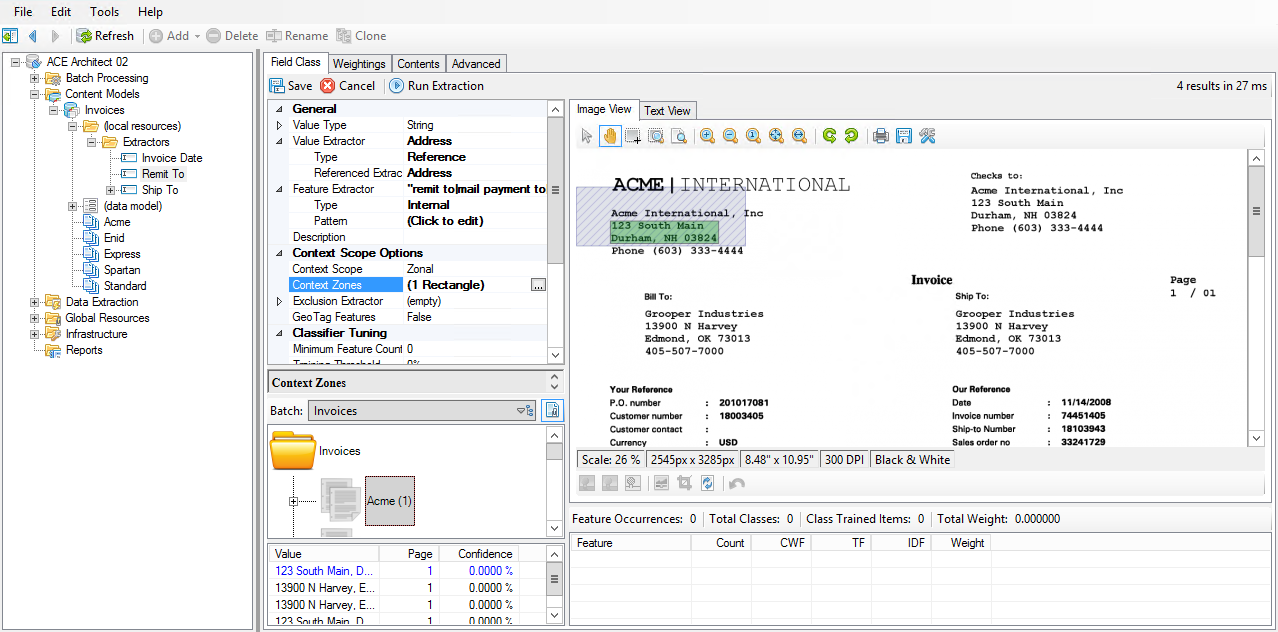 File Edit Tools Help
Refresh Add Delete Rename Clone
ACE Architect 02
Batch Processing
Content Models
Invoices
(local resources)
Extractors
Invoice Date
Remit To
Ship To
(data model)
Acme
Enid
Express
Spartan
Standard
Data Extraction
Global Resources
Infrastructure
Reports
Field Class Weightings Contents Advanced
Save Cancel Run Extraction 4 results in 27 ms
General
Value Type String
Value Extractor Address
Type Reference
Referenced Extrac Address
Feature Extractor "remit to|mail payment to
Type Internal
Pattern (Click to edit)
Description
Context Scope Options
Context Scope Zonal
Context Zones (1 Rectangle) ...
Exclusion Extractor (empty)
GeoTag Features False
Classifier Tuning
Minimum Feature Count 0
Training Threshold 0%
Context Zones
Batch: Invoices
Invoices
Acme (1)
Value Page Confidence
123 South Main, D... 1 0.0000 %
13900 N Harvey, E... 1 0.0000 %
13900 N Harvey, E... 1 0.0000 %
123 South Main, D... 1 0.0000 %
Image View Text View
ACME|INTERNATIONAL
Acme International, Inc
123 South Main
Durham, NH 03824
Phone (603) 333-4444
Checks to:
Acme International, Inc
123 South Main
Durham, NH 03824
Phone (603) 333-4444
Invoice
Page
1 / 01
Bill To:
Grooper Industries
13900 N Harvey
Edmond, OK 73013
405-507-7000
Ship To:
Grooper Industries
13900 N Harvey
Edmond, OK 73013
405-507-7000
Your Reference
P.O. number : 201017081
Customer number : 18003405
Customer contact :
Currency : USD
Our Reference
Date : 11/14/2008
Invoice number : 74451405
Ship-to Number : 18103943
Sales order no : 33241729
Scale: 26 % 2545px x 3285px 8.48" x 10.95" 300 DPI Black & White
Feature Occurrences: 0 Total Classes: 0 Class Trained Items: 0 Total Weight: 0.000000
Feature Count CWF TF IDF Weight